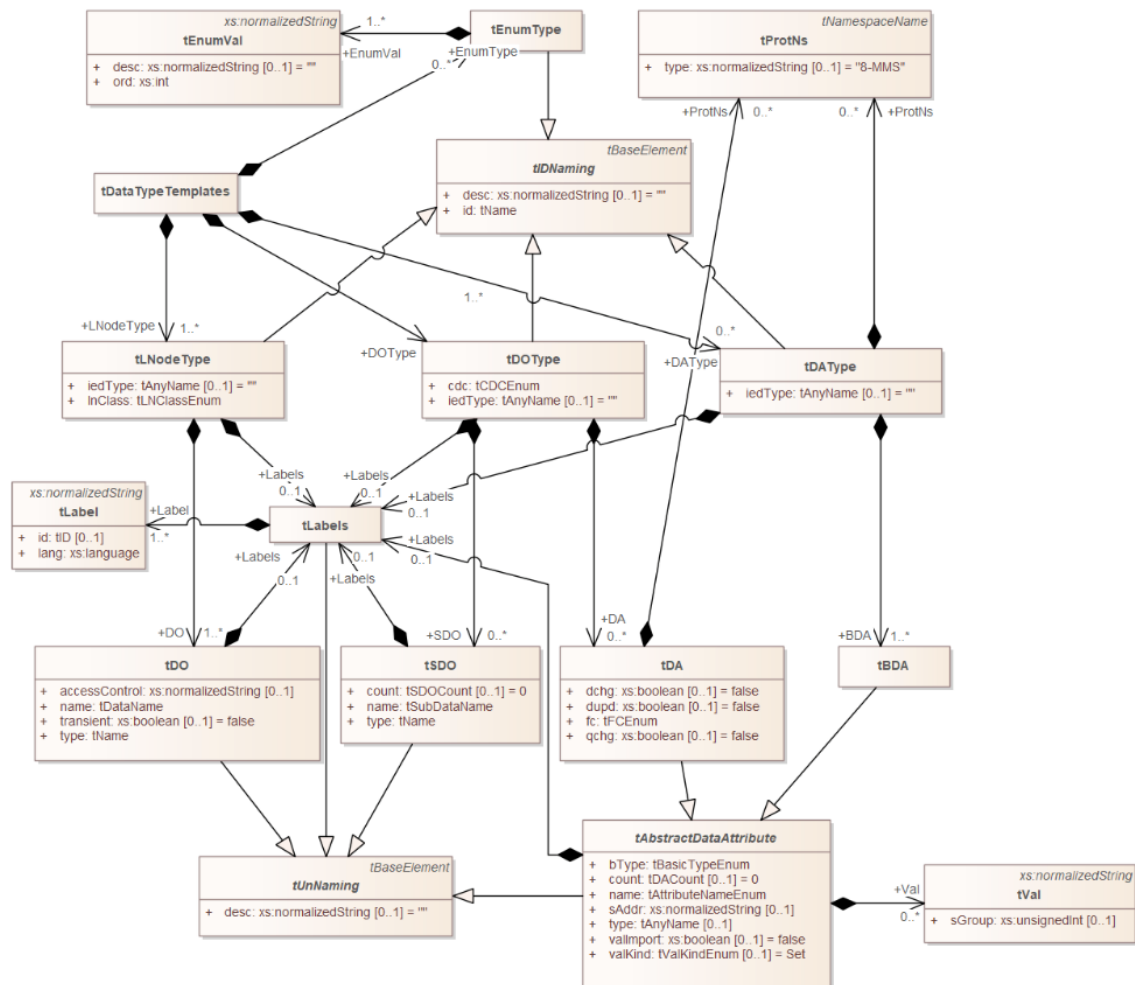 xs:normalizedString
tEnumVal
+ desc: xs:normalizedString [0..1] = ""
+ ord: xs:int
1..*
+EnumVal
tEnumType
+EnumType
0..*
tNamespaceName
tProtNs
+ type: xs:normalizedString [0..1] = "8-MMS"
+ProtNs
0..*
0..*
+ProtNs
tBaseElement
tIDNaming
+ desc: xs:normalizedString [0..1] = ""
+ id: tName
tDataTypeTemplates
+LNodeType
1..*
+DOType
1..*
0..*
+DAType
tLNodeType
+ iedType: tAnyName [0..1] = ""
+ lnClass: tLNClassEnum
tDOType
+ cdc: tCDCEnum
+ iedType: tAnyName [0..1] = ""
tDAType
+ iedType: tAnyName [0..1] = ""
+Labels
0..1
+Labels
0..1
+Labels
0..1
xs:normalizedString
tLabel
+ id: tID [0..1]
+ lang: xs:language
+Label
1..*
tLabels
+Labels
0..1
+Labels
0..1
+Labels
0..1
+DO
1..*
+SDO
0..*
+DA
0..*
+BDA
1..*
tDO
+ accessControl: xs:normalizedString [0..1]
+ name: tDataName
+ transient: xs:boolean [0..1] = false
+ type: tName
tSDO
+ count: tSDOCount [0..1] = 0
+ name: tSubDataName
+ type: tName
tDA
+ dchg: xs:boolean [0..1] = false
+ dupd: xs:boolean [0..1] = false
+ fc: tFCEnum
+ qchg: xs:boolean [0..1] = false
tBDA
tBaseElement
tUnNaming
+ desc: xs:normalizedString [0..1] = ""
tAbstractDataAttribute
+ bType: tBasicTypeEnum
+ count: tDACount [0..1] = 0
+ name: tAttributeNameEnum
+ sAddr: xs:normalizedString [0..1]
+ type: tAnyName [0..1]
+ valImport: xs:boolean [0..1] = false
+ valKind: tValKindEnum [0..1] = Set
+Val
0..*
xs:normalizedString
tVal
+ sGroup: xs:unsignedInt [0..1]